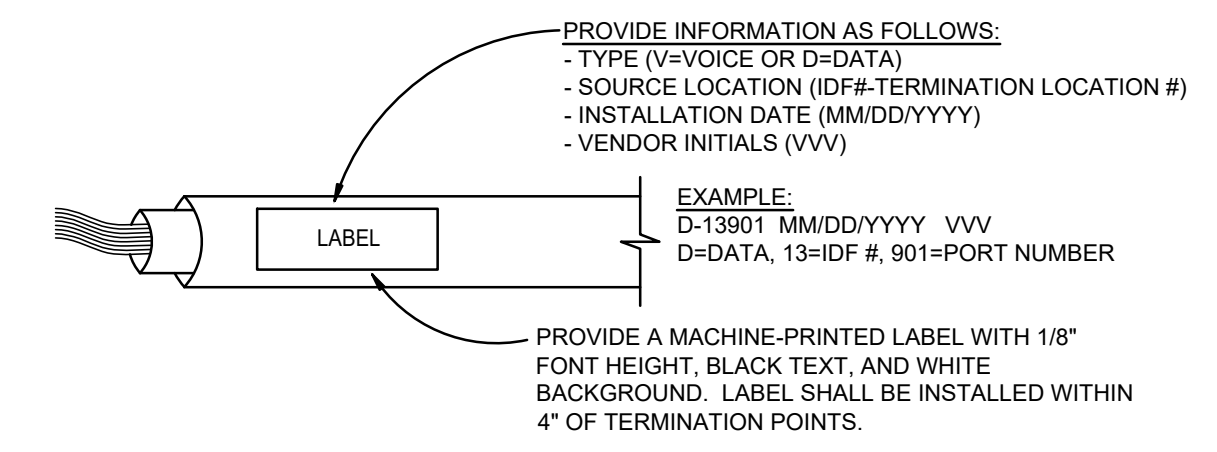 PROVIDE INFORMATION AS FOLLOWS:
- TYPE (V=VOICE OR D=DATA)
- SOURCE LOCATION (IDF#-TERMINATION LOCATION #)
- INSTALLATION DATE (MM/DD/YYYY)
- VENDOR INITIALS (VVV)
LABEL
EXAMPLE:
D-13901  MM/DD/YYYY   VVV
D=DATA, 13=IDF #, 901=PORT NUMBER
PROVIDE A MACHINE-PRINTED LABEL WITH 1/8"
FONT HEIGHT, BLACK TEXT, AND WHITE
BACKGROUND.  LABEL SHALL BE INSTALLED WITHIN
4" OF TERMINATION POINTS.